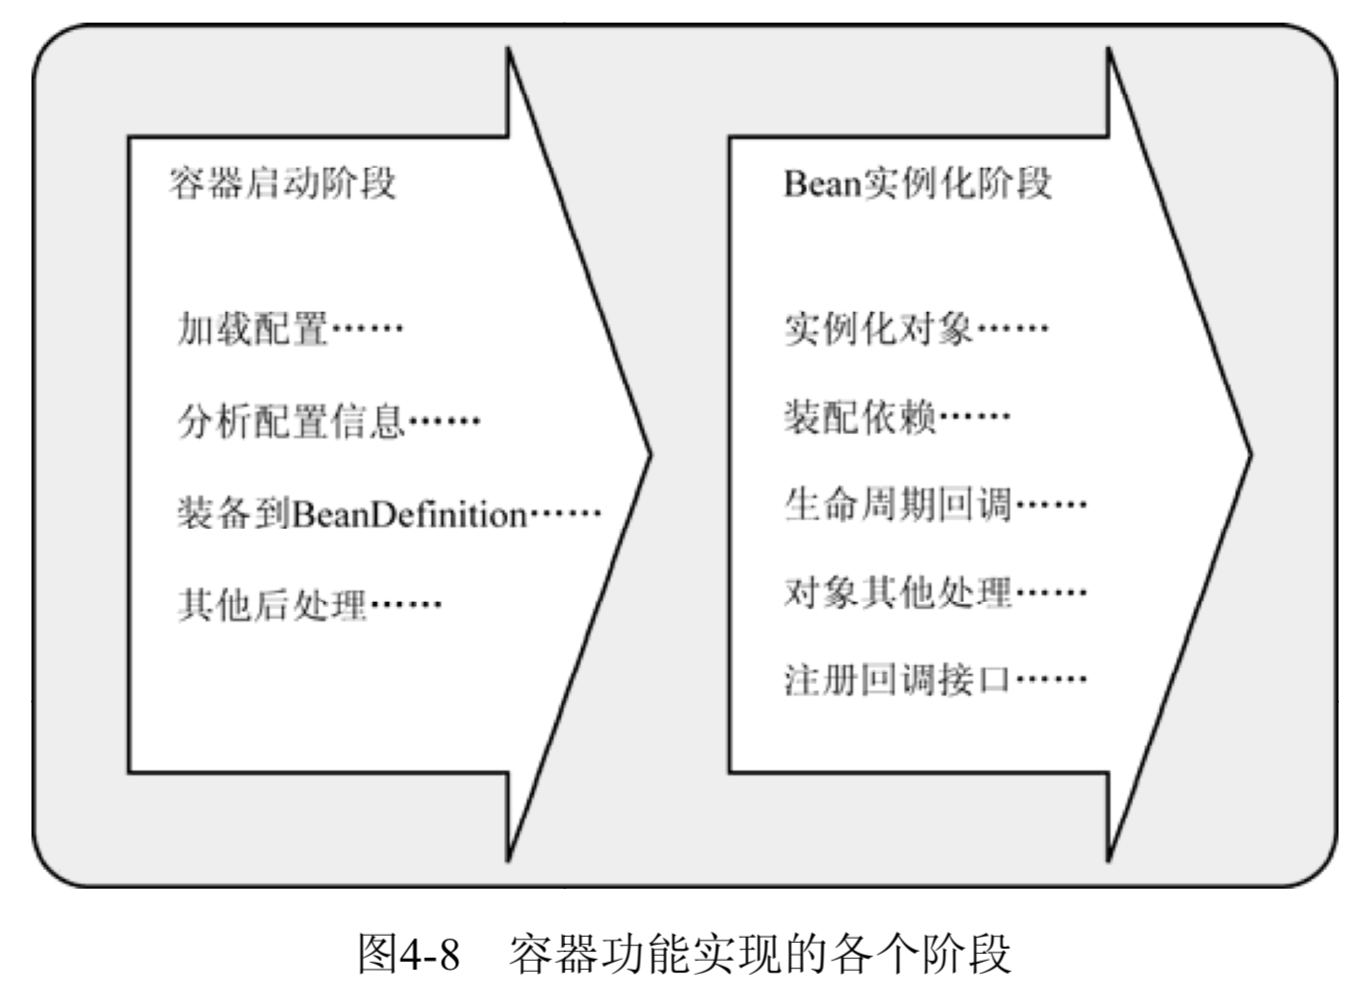 容器启动阶段
加载配置……
分析配置信息……
装备到BeanDefinition……
其他后处理……
Bean实例化阶段
实例化对象……
装配依赖……
生命周期回调……
对象其他处理……
注册回调接口……
图4-8 容器功能实现的各个阶段